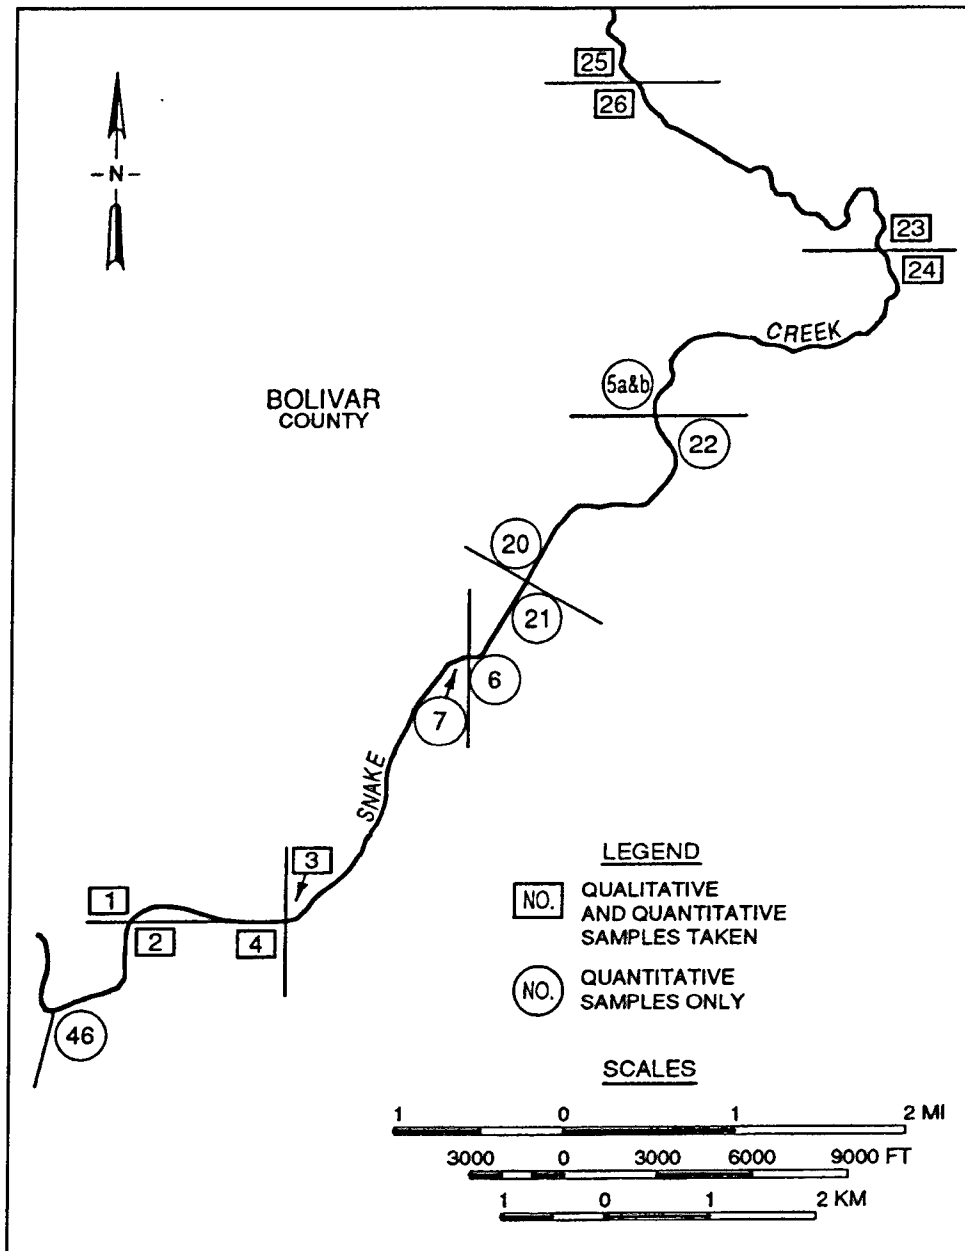 25
26
-N-
23
24
CREEK
5a&b
BOLIVAR
COUNTY
22
20
21
6
7
SNAKE
3
1
2
4
46
LEGEND
NO. QUALITATIVE
AND QUANTITATIVE
SAMPLES TAKEN
NO. QUANTITATIVE
SAMPLES ONLY
SCALES
1 0 1 2 MI
3000 0 3000 6000 9000 FT
1 0 1 2 KM